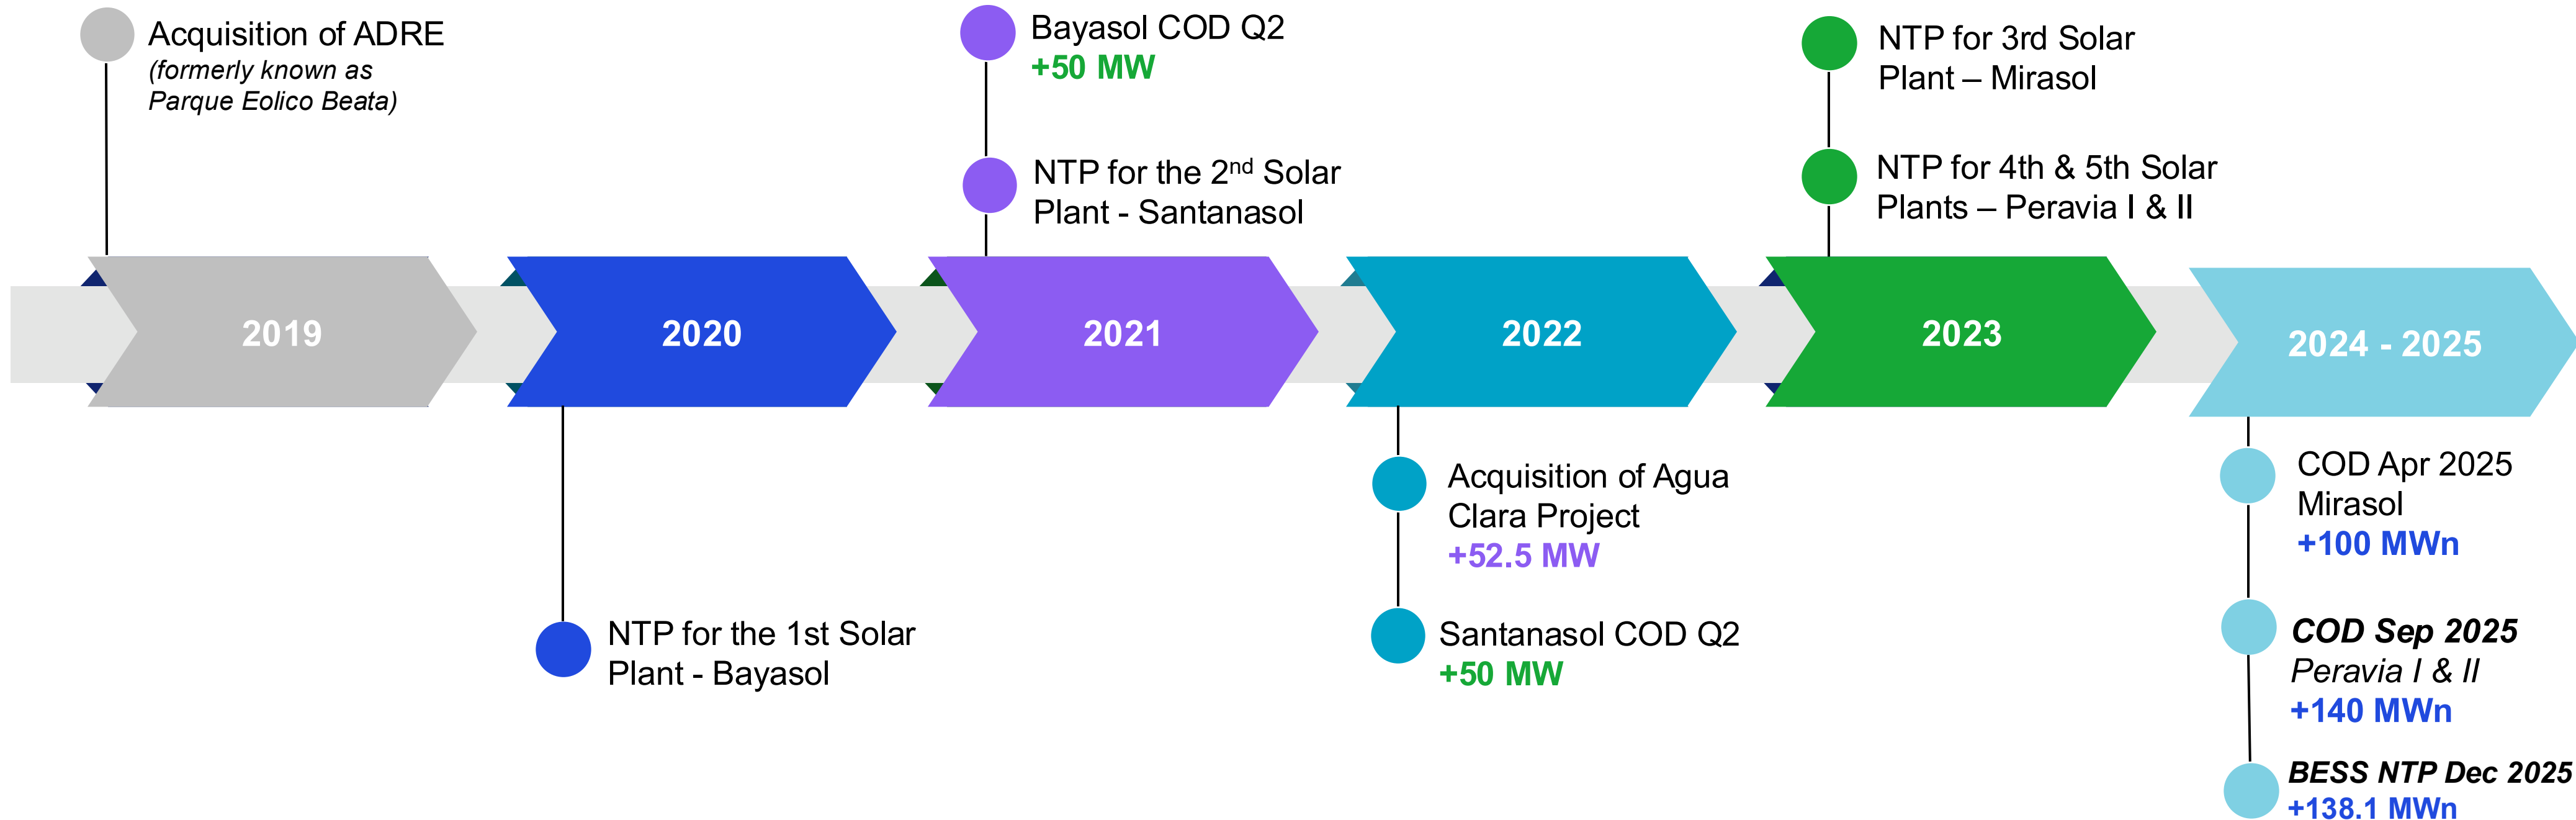 Acquisition of ADRE
(formerly known as
Parque Eolico Beata)
Bayasol COD Q2
+50 MW
NTP for the 2nd Solar
Plant - Santanasol
NTP for 3rd Solar
Plant – Mirasol
NTP for 4th & 5th Solar
Plants – Peravia I & II
2019
2020
2021
2022
2023
2024 - 2025
NTP for the 1st Solar
Plant - Bayasol
Acquisition of Agua
Clara Project
+52.5 MW
Santanasol COD Q2
+50 MW
COD Apr 2025
Mirasol
+100 MWn
COD Sep 2025
Peravia I & II
+140 MWn
BESS NTP Dec 2025
+138.1 MWn